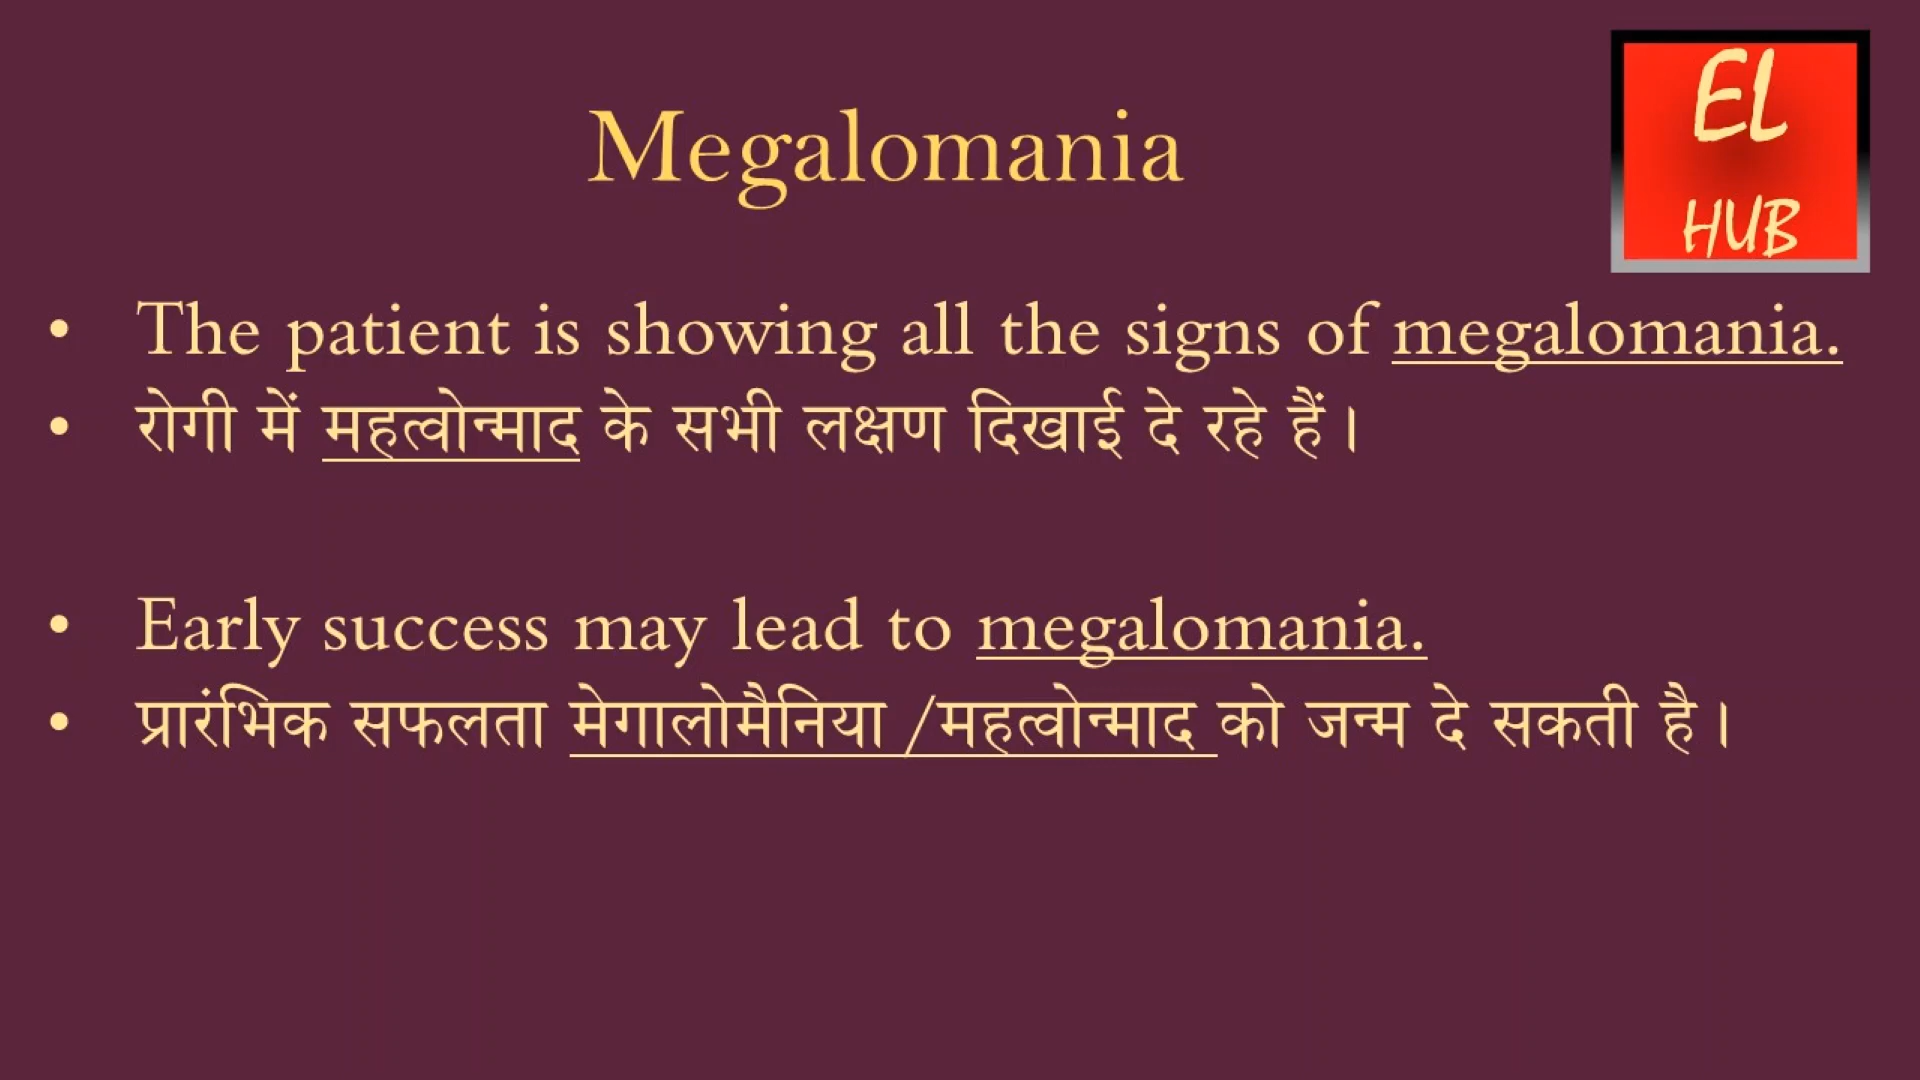 Megalomania
EL
HUB
• The patient is showing all the signs of megalomania.
• रोगी में महत्वोन्माद के सभी लक्षण दिखाई दे रहे हैं।
• Early success may lead to megalomania.
• प्रारंभिक सफलता मेगालोमैनिया /महत्वोन्माद को जन्म दे सकती है।